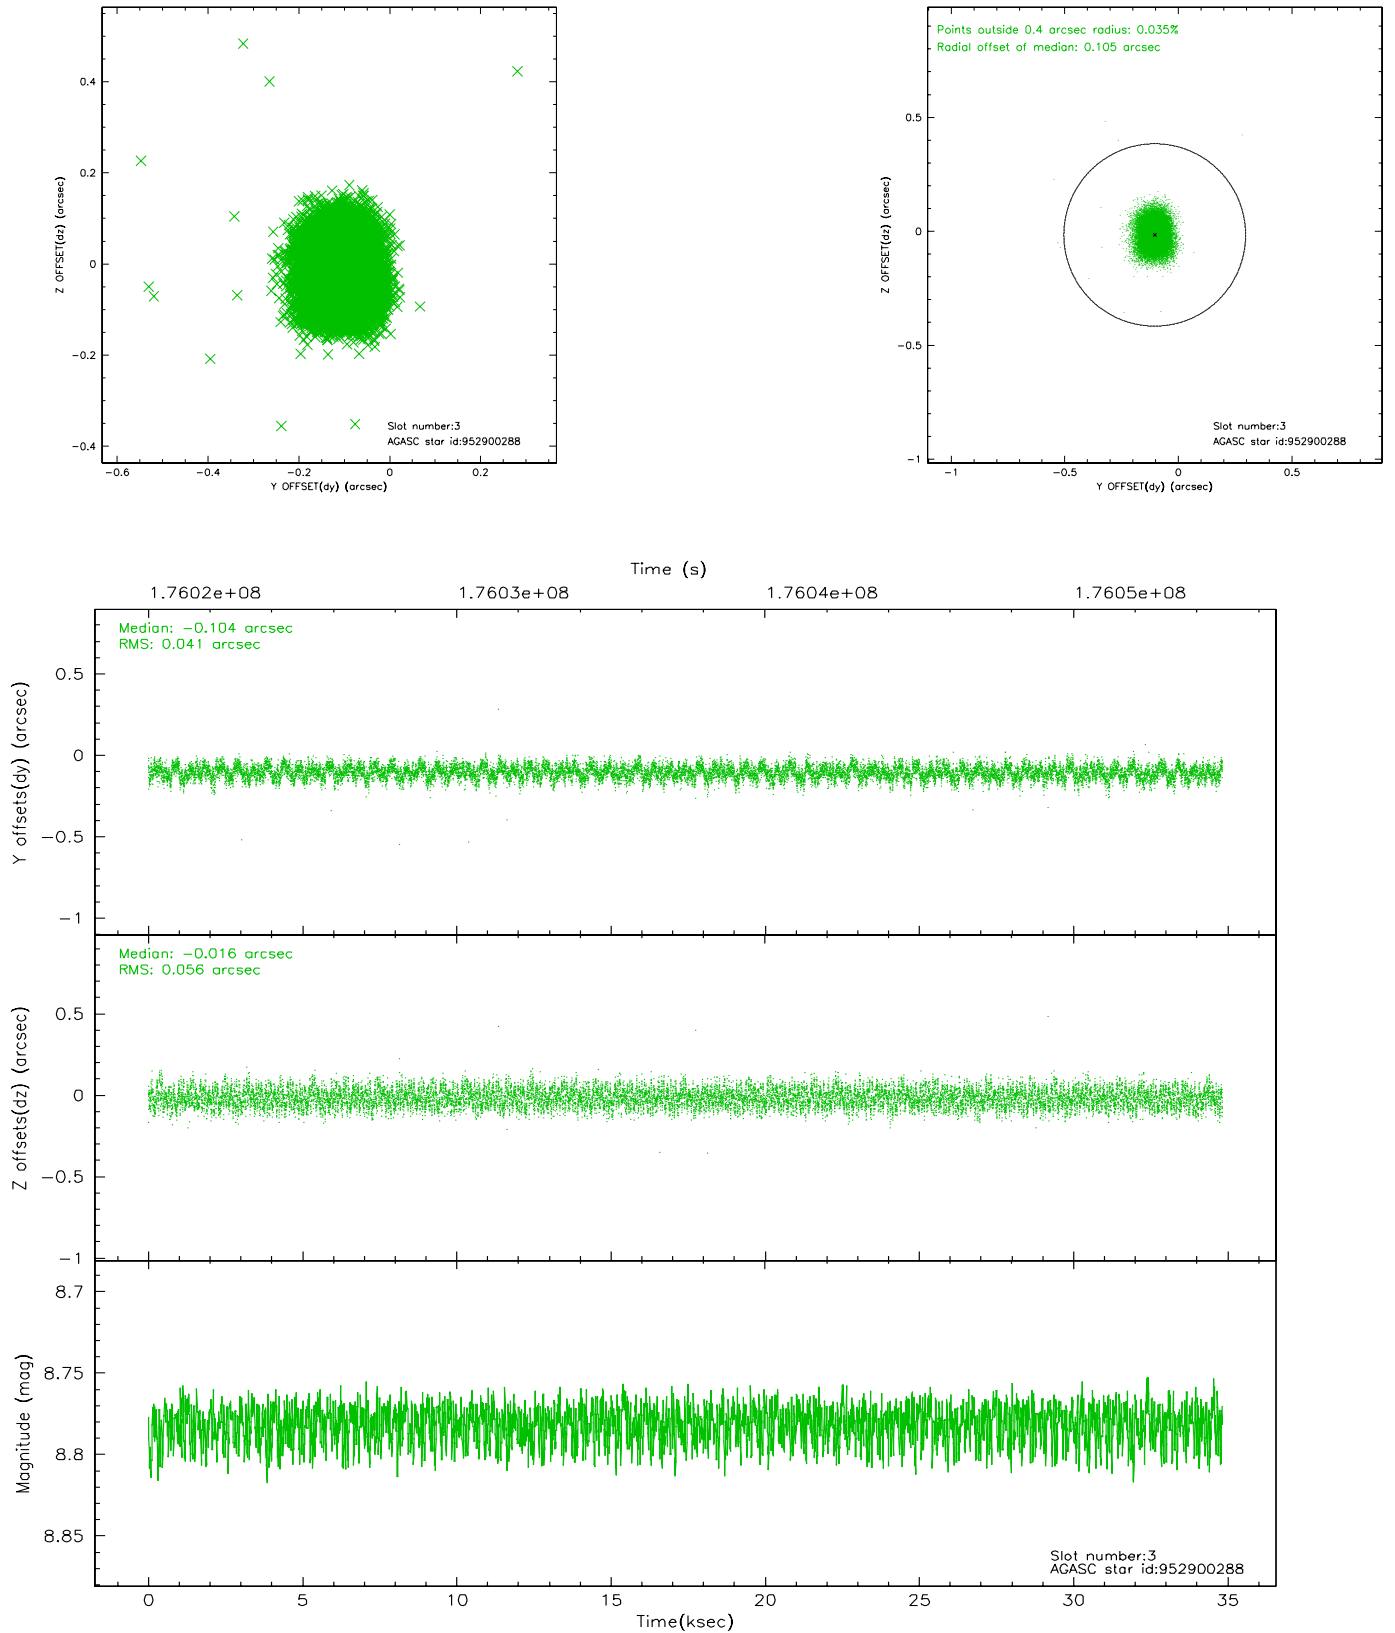 0.4
0.2
0
−0.2
−0.4
Z OFFSET(dz) (arcsec)
Slot number:3
AGASC star id:952900288
−0.6
−0.4
−0.2
0
0.2
Y OFFSET(dy) (arcsec)
Points outside 0.4 arcsec radius: 0.035%
Radial offset of median: 0.105 arcsec
0.5
0
−0.5
−1
Z OFFSET(dz) (arcsec)
Slot number:3
AGASC star id:952900288
−1
−0.5
0
0.5
Y OFFSET(dy) (arcsec)
Time (s)
1.7602e+08
1.7603e+08
1.7604e+08
1.7605e+08
Median: −0.104 arcsec
RMS: 0.041 arcsec
0.5
0
−0.5
−1
Y offsets(dy) (arcsec)
Median: −0.016 arcsec
RMS: 0.056 arcsec
0.5
0
−0.5
−1
Z offsets(dz) (arcsec)
8.7
8.75
8.8
8.85
Magnitude (mag)
Slot number:3
AGASC star id:952900288
0
5
10
15
20
25
30
35
Time(ksec)